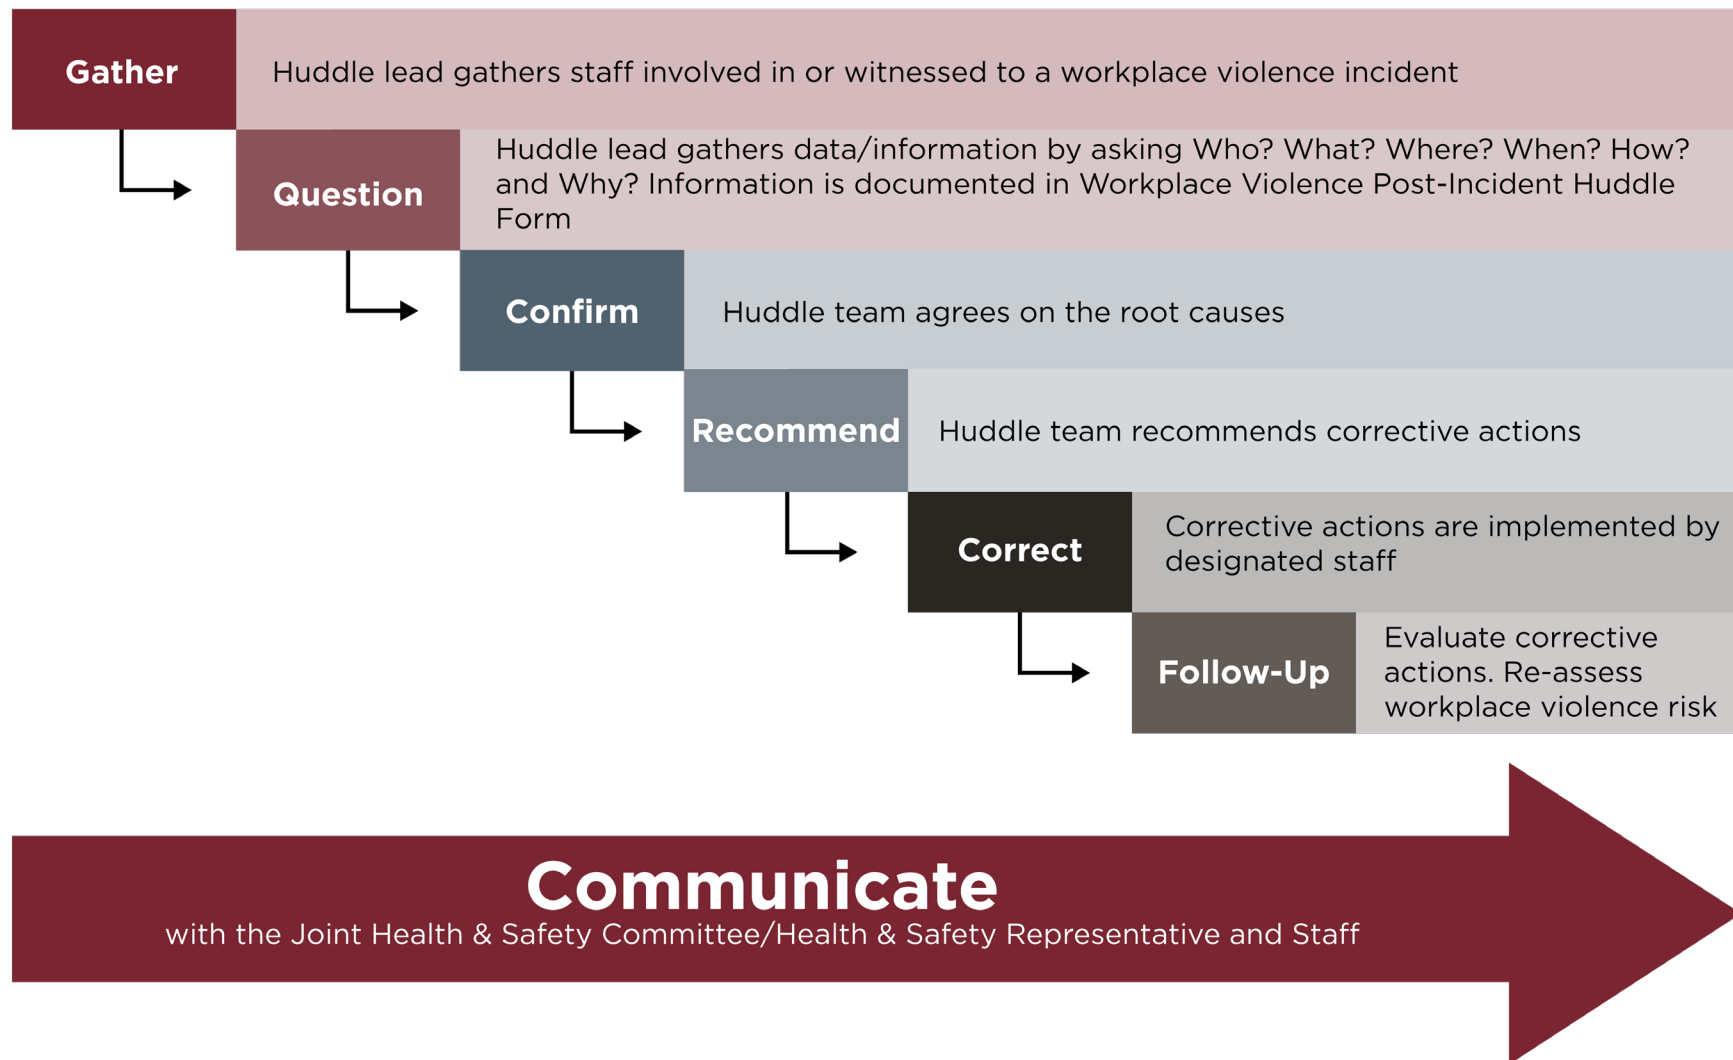 Gather
Huddle lead gathers staff involved in or witnessed to a workplace violence incident
Question
Huddle lead gathers data/information by asking Who? What? Where? When? How?
and Why? Information is documented in Workplace Violence Post-Incident Huddle
Form
Confirm
Huddle team agrees on the root causes
Recommend
Huddle team recommends corrective actions
Correct
Corrective actions are implemented by
designated staff
Follow-Up
Evaluate corrective
actions. Re-assess
workplace violence risk
Communicate
with the Joint Health & Safety Committee/Health & Safety Representative and Staff